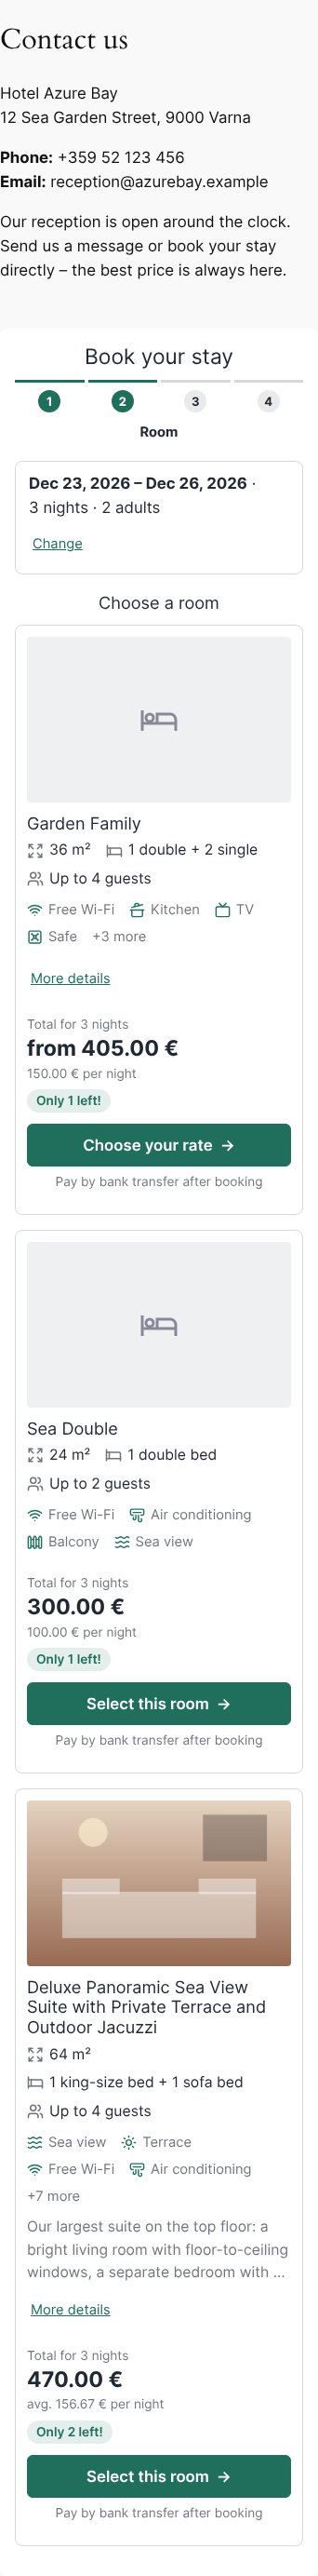 Contact us
Hotel Azure Bay
12 Sea Garden Street, 9000 Varna
Phone: +359 52 123 456
Email: reception@azurebay.example
Our reception is open around the clock.
Send us a message or book your stay
directly – the best price is always here.
Book your stay
1 2 3 4
Room
Dec 23, 2026 – Dec 26, 2026 ·
3 nights · 2 adults
Change
Choose a room
Garden Family
36 m² 1 double + 2 single
Up to 4 guests
Free Wi-Fi Kitchen TV
Safe +3 more
More details
Total for 3 nights
from 405.00 €
150.00 € per night
Only 1 left!
Choose your rate →
Pay by bank transfer after booking
Sea Double
24 m² 1 double bed
Up to 2 guests
Free Wi-Fi Air conditioning
Balcony Sea view
Total for 3 nights
300.00 €
100.00 € per night
Only 1 left!
Select this room →
Pay by bank transfer after booking
Deluxe Panoramic Sea View
Suite with Private Terrace and
Outdoor Jacuzzi
64 m²
1 king-size bed + 1 sofa bed
Up to 4 guests
Sea view Terrace
Free Wi-Fi Air conditioning
+7 more
Our largest suite on the top floor: a
bright living room with floor-to-ceiling
windows, a separate bedroom with ...
More details
Total for 3 nights
470.00 €
avg. 156.67 € per night
Only 2 left!
Select this room →
Pay by bank transfer after booking